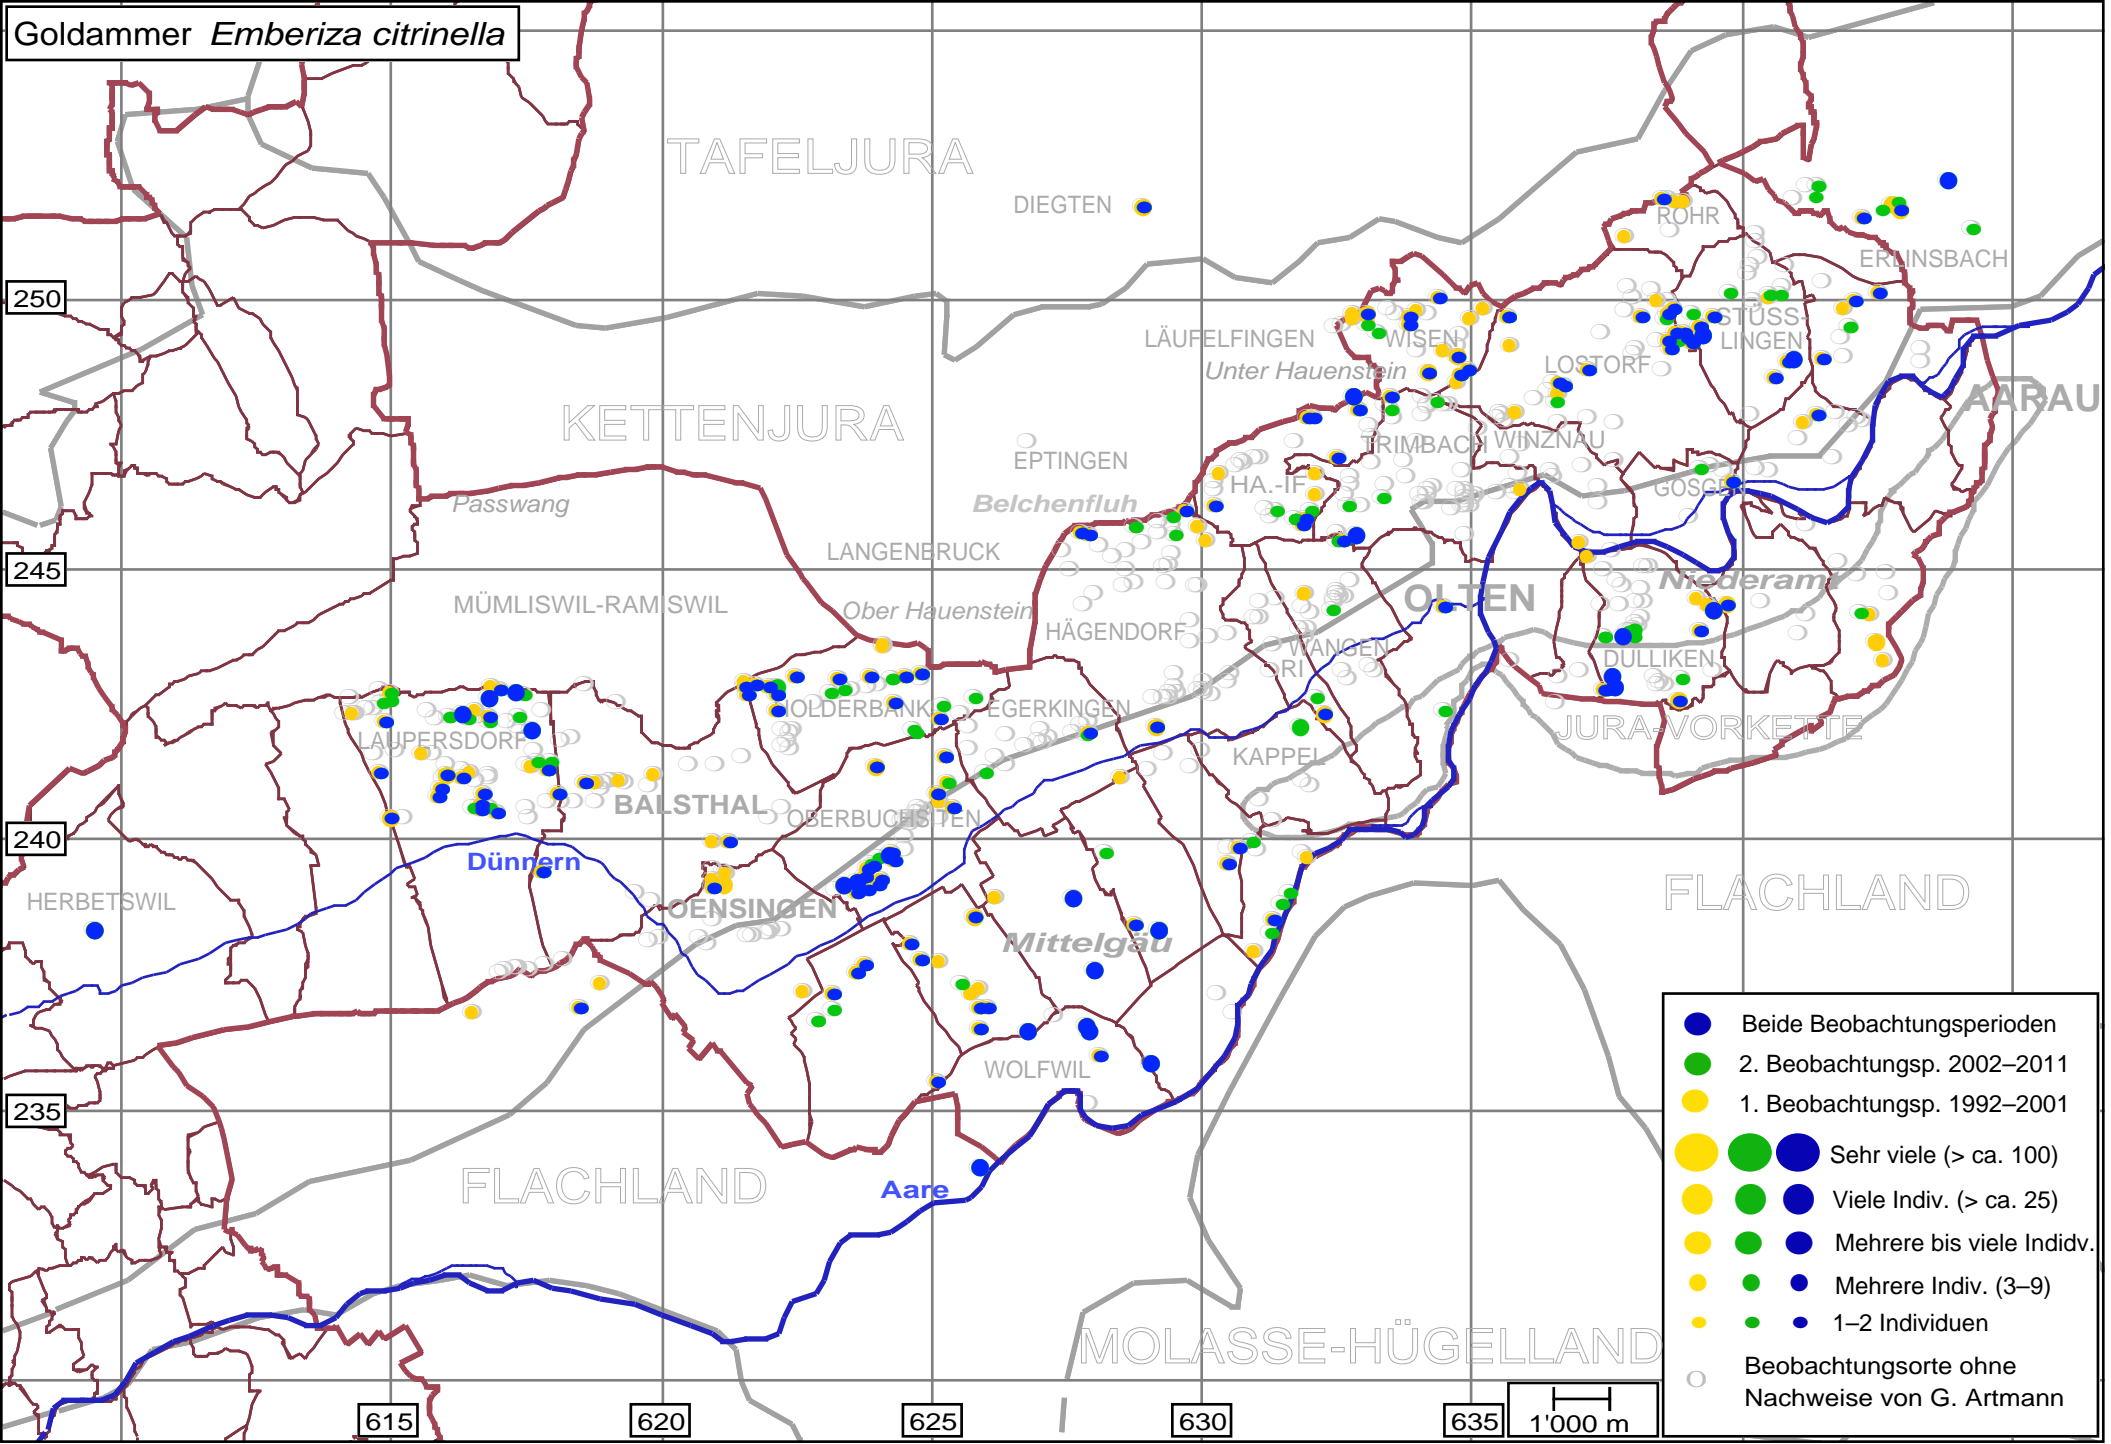 Goldammer Emberiza citrinella
TAFELJURA
DIEGTEN
ROHR
ERLINSBACH
250
LÄUFELFINGEN
WISEN
STÜSS-
LINGEN
LOSTORF
Unter Hauenstein
AARAU
KETTENJURA
TRIMBACH
WINZNAU
EPTINGEN
HA.-IF
GÖSGEN
Passwang
Belchenfluh
LANGENBRUCK
245
Niederamt
MÜMLISWIL-RAMISWIL
Ober Hauenstein
OLTEN
HÄGENDORF
WANGEN
RI
DULLIKEN
HOLDERBANK
EGERKINGEN
JURA-VORKETTE
LAUPERSDORF
KAPPEL
BALSTHAL
OBERBUCHSITEN
240
Dünnern
HERBETSWIL
OENSINGEN
FLACHLAND
Mittelgäu
WOLFWIL
235
FLACHLAND
Aare
MOLASSE-HÜGELLAND
Beide Beobachtungsperioden
2. Beobachtungsp. 2002–2011
1. Beobachtungsp. 1992–2001
Sehr viele (> ca. 100)
Viele Indiv. (> ca. 25)
Mehrere bis viele Indidv.
Mehrere Indiv. (3–9)
1–2 Individuen
Beobachtungsorte ohne
Nachweise von G. Artmann
615
620
625
630
635
1'000 m